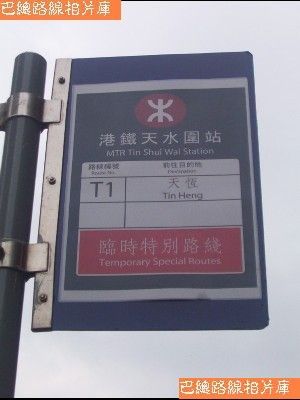 巴總路線相片庫
港鐵天水圍站
MTR Tin Shui Wai Station
路線編號 前往目的地
Route No. Destination
T1 天恆
Tin Heng
臨時特別路綫
Temporary Special Routes
巴總路線相片庫